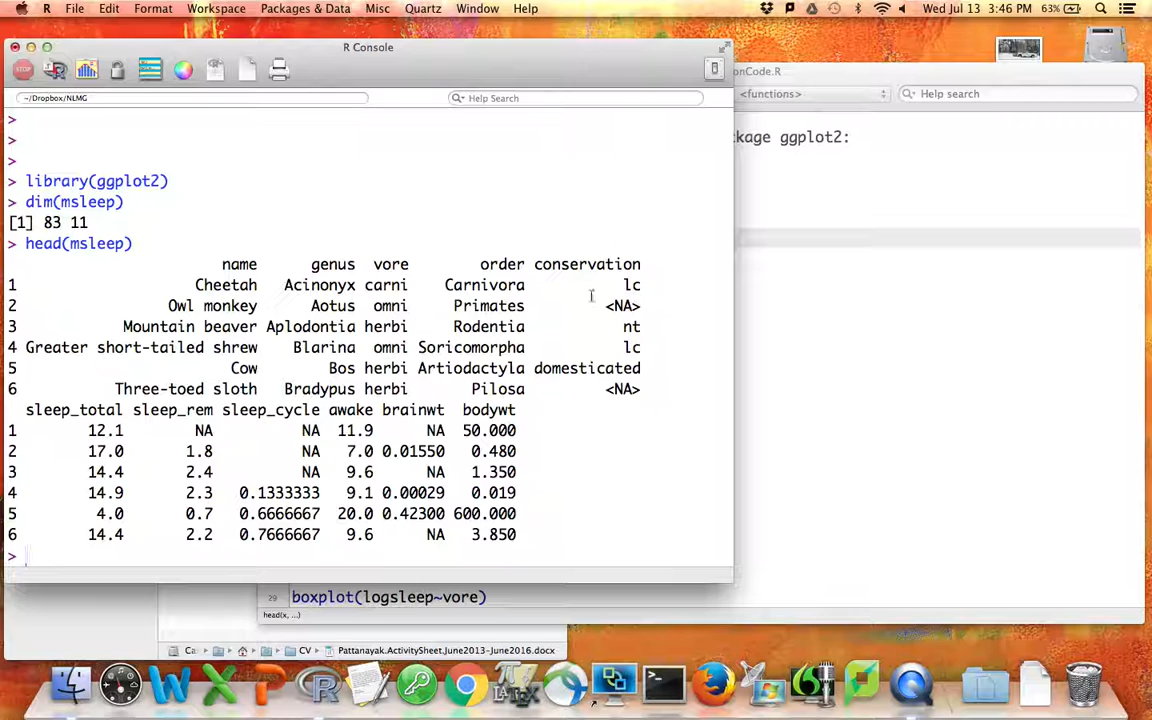 R File Edit Format Workspace Packages & Data Misc Quartz Window Help Wed Jul 13 3:46 PM 63%
R Console
onCode.R
~/Dropbox/NLMG Help Search
<functions> Help search
>
>
>
ckage ggplot2:
> library(ggplot2)
> dim(msleep)
[1] 83 11
> head(msleep)
name genus vore order conservation
1 Cheetah Acinonyx carni Carnivora lc
2 Owl monkey Aotus omni Primates <NA>
3 Mountain beaver Aplodontia herbi Rodentia nt
4 Greater short-tailed shrew Blarina omni Soricomorpha lc
5 Cow Bos herbi Artiodactyla domesticated
6 Three-toed sloth Bradypus herbi Pilosa <NA>
sleep_total sleep_rem sleep_cycle awake brainwt bodywt
1 12.1 NA NA 11.9 NA 50.000
2 17.0 1.8 NA 7.0 0.01550 0.480
3 14.4 2.4 NA 9.6 NA 1.350
4 14.9 2.3 0.1333333 9.1 0.00029 0.019
5 4.0 0.7 0.6666667 20.0 0.42300 600.000
6 14.4 2.2 0.7666667 9.6 NA 3.850
>
29 boxplot(logsleep~vore)
head(x, ...)
Ca CV Pattanayak.ActivitySheet.June2013-June2016.docx